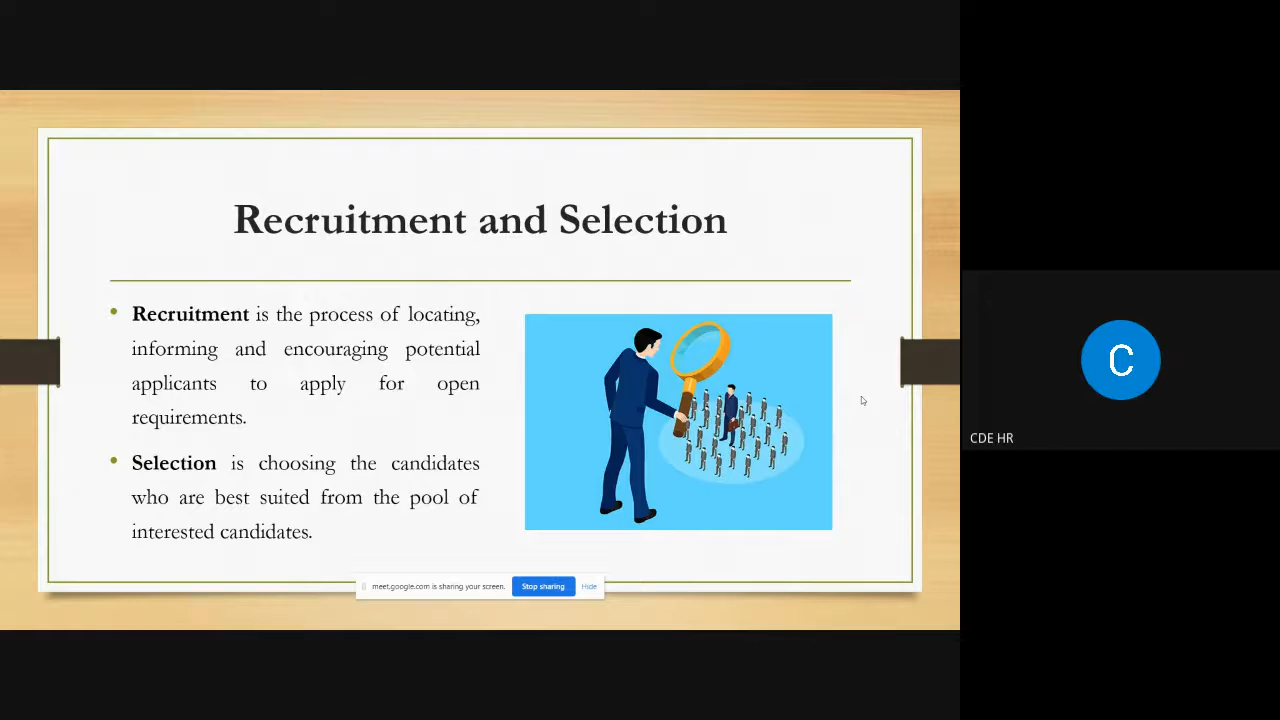 Recruitment and Selection
• Recruitment is the process of locating,
informing and encouraging potential
applicants to apply for open
requirements.
• Selection is choosing the candidates
who are best suited from the pool of
interested candidates.
meet.google.com is sharing your screen. Stop sharing Hide
C
CDE HR